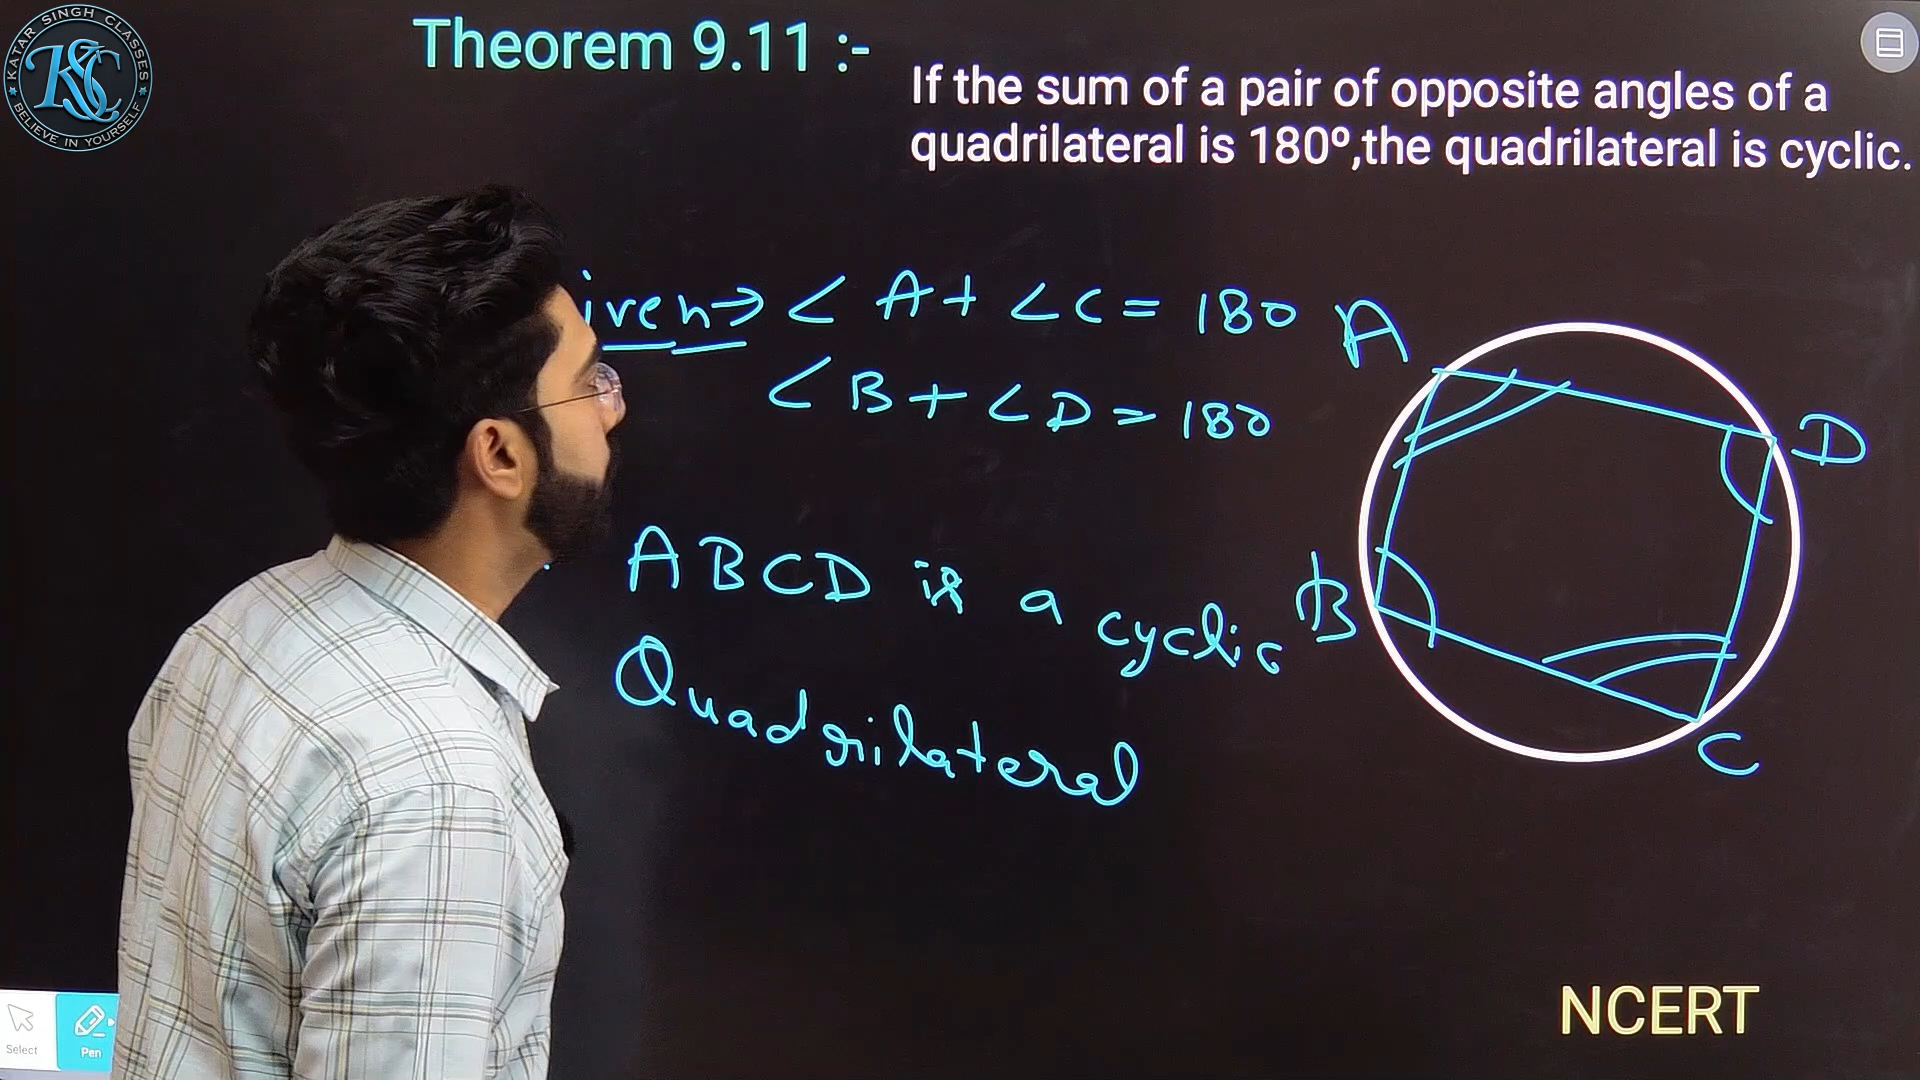 KATAR SINGH CLASSES
KSC
BELIEVE IN YOURSELF
Theorem 9.11 :-
If the sum of a pair of opposite angles of a
quadrilateral is 180º,the quadrilateral is cyclic.
iven→ ∠A+∠C= 180
∠B+∠D=180
ABCD is a cyclic
Quadrilateral
A
D
B
C
NCERT
Select
Pen